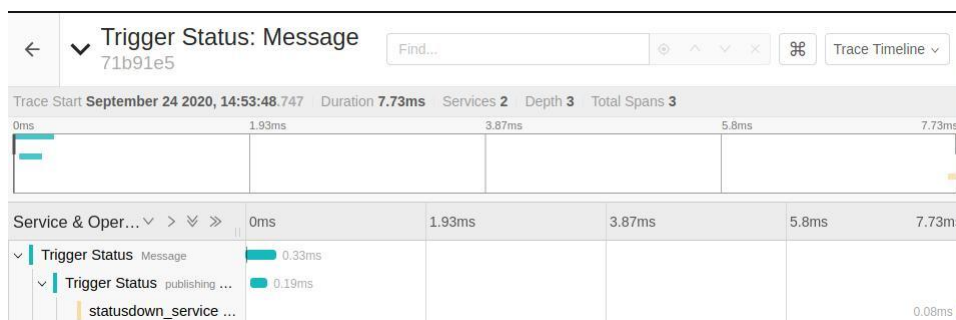 Trigger Status: Message
71b91e5
Find...
Trace Timeline
Trace Start September 24 2020, 14:53:48.747 Duration 7.73ms Services 2 Depth 3 Total Spans 3
0ms 1.93ms 3.87ms 5.8ms 7.73ms
Service & Oper... 0ms 1.93ms 3.87ms 5.8ms 7.73m
Trigger Status Message 0.33ms
Trigger Status publishing ... 0.19ms
statusdown_service ... 0.08ms